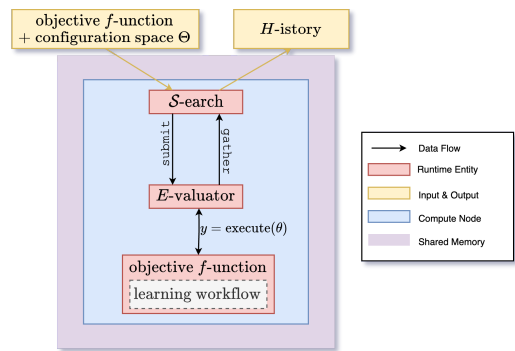 objective f-unction
+ configuration space Θ
H-istory
S-earch
submit
gather
E-valuator
y = execute(θ)
objective f-unction
learning workflow
Data Flow
Runtime Entity
Input & Output
Compute Node
Shared Memory